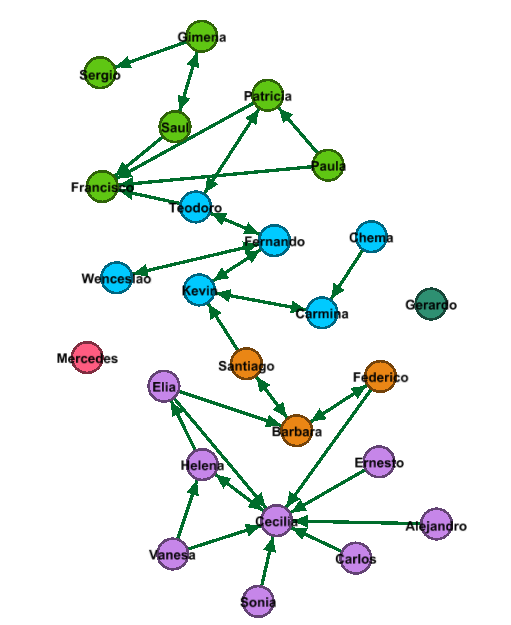 Gimena
Sergio
Patricia
Saul
Paula
Francisco
Teodoro
Fernando
Chema
Wenceslao
Kevin
Carmina
Gerardo
Mercedes
Santiago
Federico
Elia
Barbara
Helena
Ernesto
Cecilia
Alejandro
Vanesa
Carlos
Sonia